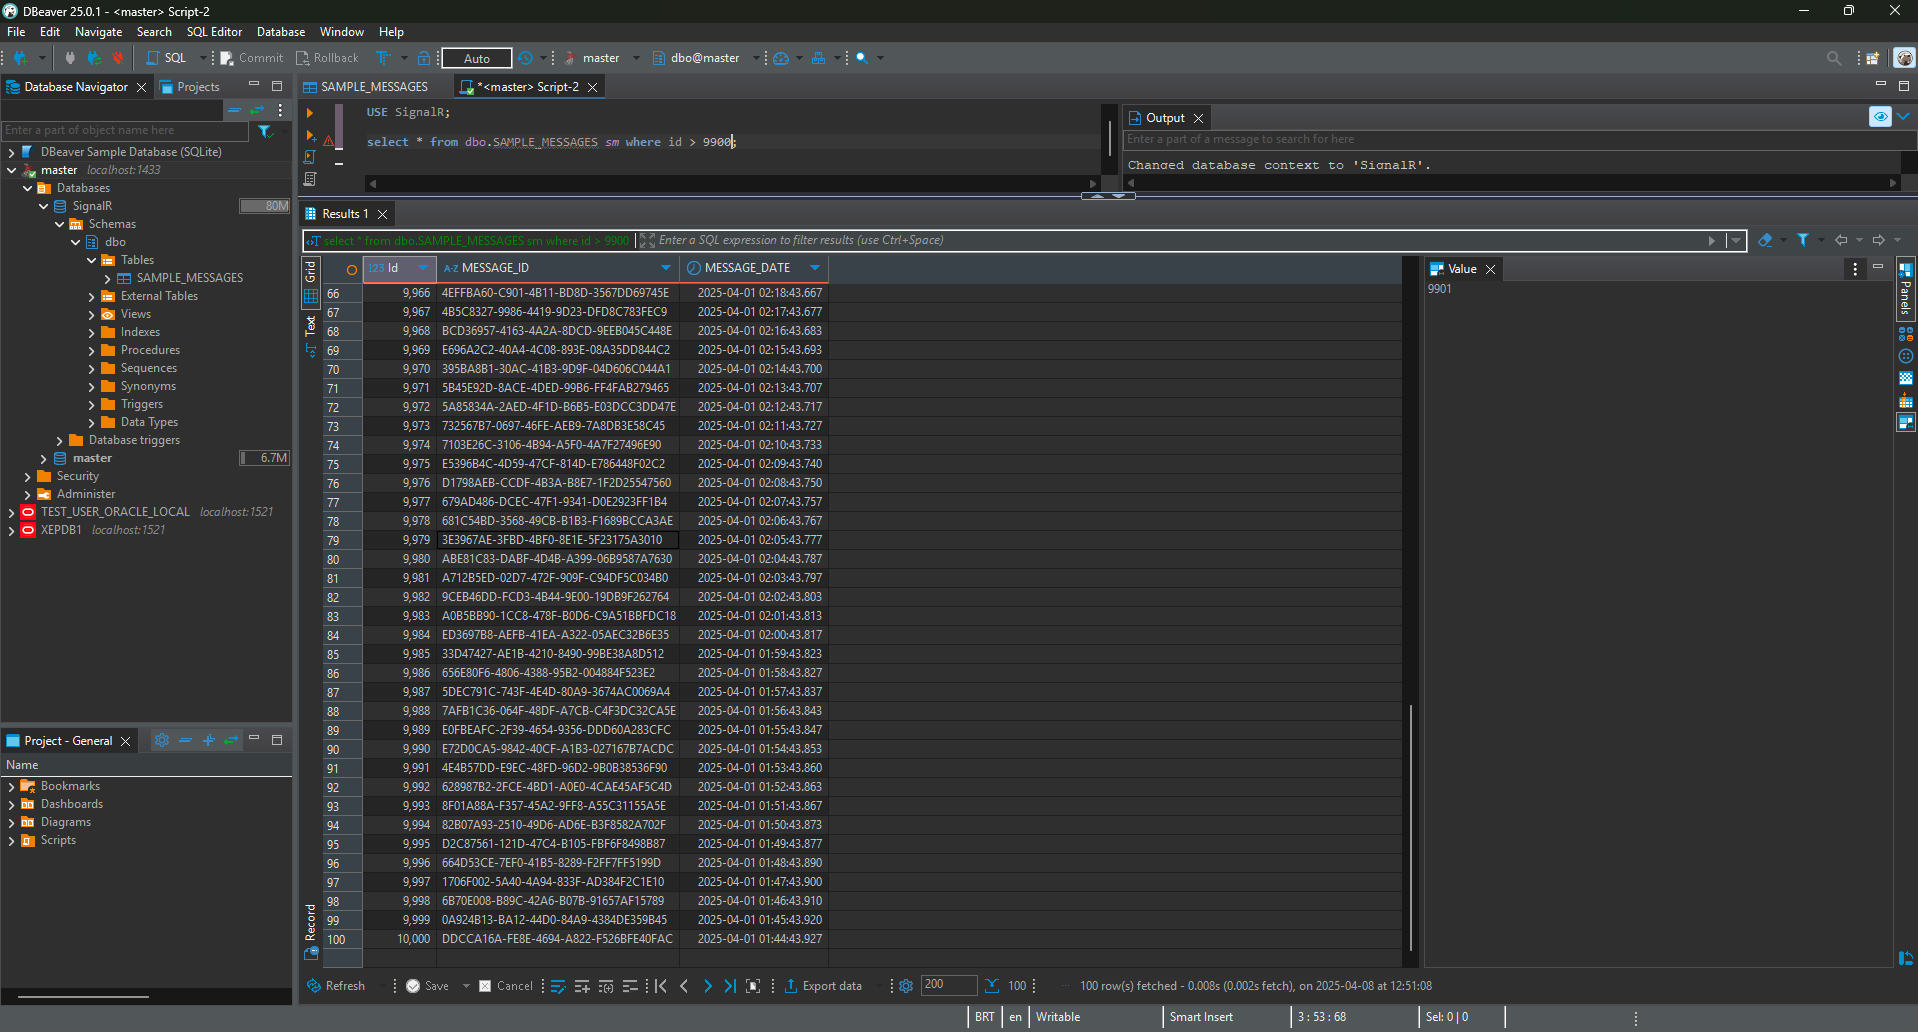 DBeaver 25.0.1 - <master> Script-2
File Edit Navigate Search SQL Editor Database Window Help
SQL Commit Rollback Auto master dbo@master
Database Navigator Projects
Enter a part of object name here
DBeaver Sample Database (SQLite)
master localhost:1433
Databases
SignalR 80M
Schemas
dbo
Tables
SAMPLE_MESSAGES
External Tables
Views
Indexes
Procedures
Sequences
Synonyms
Triggers
Data Types
Database triggers
master 6.7M
Security
Administer
TEST_USER_ORACLE_LOCAL localhost:1521
XEPDB1 localhost:1521
Project - General
Name
Bookmarks
Dashboards
Diagrams
Scripts
SAMPLE_MESSAGES *<master> Script-2
USE SignalR;
select * from dbo.SAMPLE_MESSAGES sm where id > 9900;
Output
Enter a part of a message to search for here
Changed database context to 'SignalR'.
Results 1
select * from dbo.SAMPLE_MESSAGES sm where id > 9900 Enter a SQL expression to filter results (use Ctrl+Space)
Grid
Text
Record
123 Id A-Z MESSAGE_ID MESSAGE_DATE
66 9,966 4EFFBA60-C901-4B11-BD8D-3567DD69745E 2025-04-01 02:18:43.667
67 9,967 4B5C8327-9986-4419-9D23-DFD8C783FEC9 2025-04-01 02:17:43.677
68 9,968 BCD36957-4163-4A2A-8DCD-9EEB045C448E 2025-04-01 02:16:43.683
69 9,969 E696A2C2-40A4-4C08-893E-08A35DD844C2 2025-04-01 02:15:43.693
70 9,970 395BA8B1-30AC-41B3-9D9F-04D606C044A1 2025-04-01 02:14:43.700
71 9,971 5B45E92D-8ACE-4DED-99B6-FF4FAB279465 2025-04-01 02:13:43.707
72 9,972 5A85834A-2AED-4F1D-B6B5-E03DCC3DD47E 2025-04-01 02:12:43.717
73 9,973 732567B7-0697-46FE-AEB9-7A8DB3E58C45 2025-04-01 02:11:43.727
74 9,974 7103E26C-3106-4B94-A5F0-4A7F27496E90 2025-04-01 02:10:43.733
75 9,975 E5396B4C-4D59-47CF-814D-E786448F02C2 2025-04-01 02:09:43.740
76 9,976 D1798AEB-CCDF-4B3A-B8E7-1F2D25547560 2025-04-01 02:08:43.750
77 9,977 679AD486-DCEC-47F1-9341-D0E2923FF1B4 2025-04-01 02:07:43.757
78 9,978 681C54BD-3568-49CB-B1B3-F1689BCCA3AE 2025-04-01 02:06:43.767
79 9,979 3E3967AE-3FBD-4BF0-8E1E-5F23175A3010 2025-04-01 02:05:43.777
80 9,980 ABE81C83-DABF-4D4B-A399-06B9587A7630 2025-04-01 02:04:43.787
81 9,981 A712B5ED-02D7-472F-909F-C94DF5C034B0 2025-04-01 02:03:43.797
82 9,982 9CEB46DD-FCD3-4B44-9E00-19DB9F262764 2025-04-01 02:02:43.803
83 9,983 A0B5BB90-1CC8-478F-B0D6-C9A51BBFDC18 2025-04-01 02:01:43.813
84 9,984 ED3697B8-AEFB-41EA-A322-05AEC32B6E35 2025-04-01 02:00:43.817
85 9,985 33D47427-AE1B-4210-8490-99BE38A8D512 2025-04-01 01:59:43.823
86 9,986 656E80F6-4806-4388-95B2-004884F523E2 2025-04-01 01:58:43.827
87 9,987 5DEC791C-743F-4E4D-80A9-3674AC0069A4 2025-04-01 01:57:43.837
88 9,988 7AFB1C36-064F-48DF-A7CB-C4F3DC32CA5E 2025-04-01 01:56:43.843
89 9,989 E0FBEAFC-2F39-4654-9356-DDD60A283CFC 2025-04-01 01:55:43.847
90 9,990 E72D0CA5-9842-40CF-A1B3-027167B7ACDC 2025-04-01 01:54:43.853
91 9,991 4E4B57DD-E9EC-48FD-96D2-9B0B38536F90 2025-04-01 01:53:43.860
92 9,992 628987B2-2FCE-4BD1-A0E0-4CAE45AF5C4D 2025-04-01 01:52:43.863
93 9,993 8F01A88A-F357-45A2-9FF8-A55C31155A5E 2025-04-01 01:51:43.867
94 9,994 82B07A93-2510-49D6-AD6E-B3F8582A702F 2025-04-01 01:50:43.873
95 9,995 D2C87561-121D-47C4-B105-FBF6F8498B87 2025-04-01 01:49:43.877
96 9,996 664D53CE-7EF0-41B5-8289-F2FF7FF5199D 2025-04-01 01:48:43.890
97 9,997 1706F002-5A40-4A94-833F-AD384F2C1E10 2025-04-01 01:47:43.900
98 9,998 6B70E008-B89C-42A6-B07B-91657AF15789 2025-04-01 01:46:43.910
99 9,999 0A924B13-BA12-44D0-84A9-4384DE359B45 2025-04-01 01:45:43.920
100 10,000 DDCCA16A-FE8E-4694-A822-F526BFE40FAC 2025-04-01 01:44:43.927
Value
9901
Panels
Refresh Save Cancel Export data 200 100 100 row(s) fetched - 0.008s (0.002s fetch), on 2025-04-08 at 12:51:08
BRT en Writable Smart Insert 3 : 53 : 68 Sel: 0 | 0